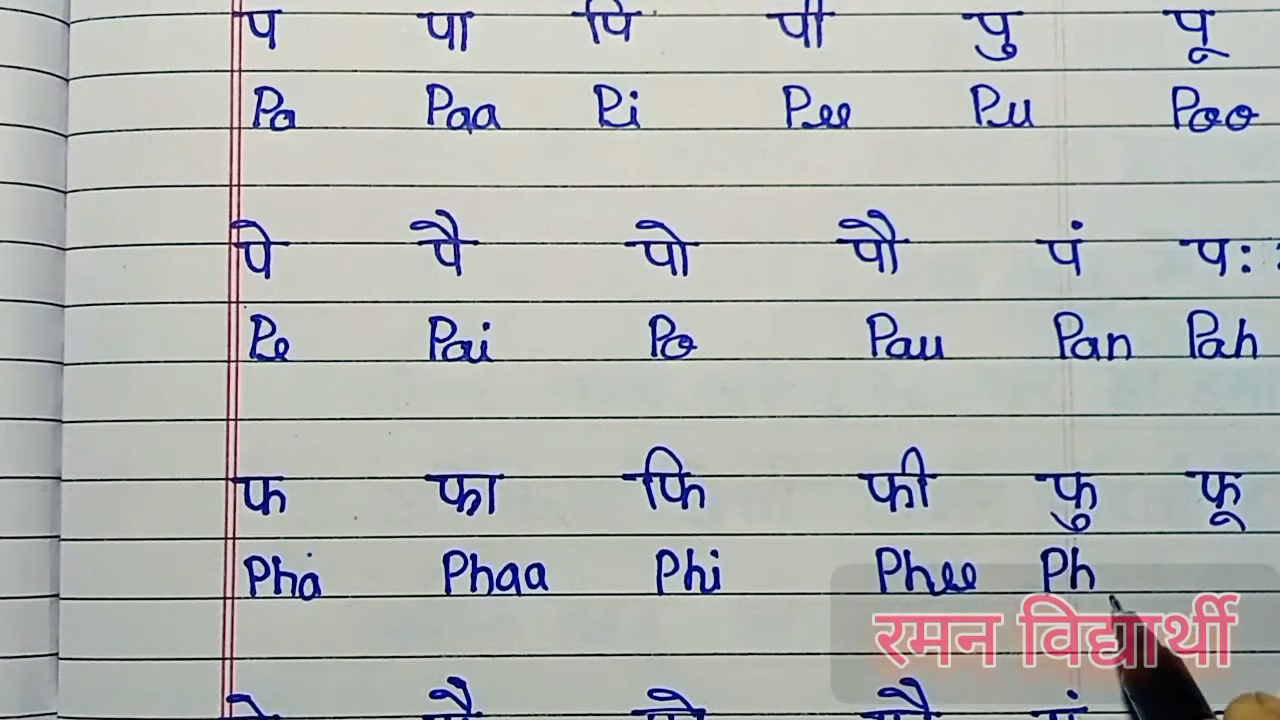 प पा पि पी पु पू
Pa Paa Pi Pee Pu Poo
पे पै पो पौ पं पः
Pe Pai Po Pau Pan Pah
फ फा फि फी फु फू
Pha Phaa Phi Phee Ph
रमन विद्यार्थी